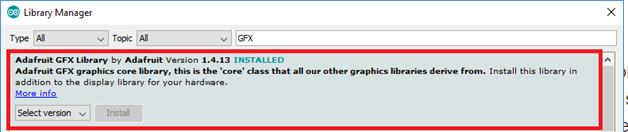 Library Manager
Type All Topic All GFX
Adafruit GFX Library by Adafruit Version 1.4.13 INSTALLED
Adafruit GFX graphics core library, this is the 'core' class that all our other graphics libraries derive from. Install this library in
addition to the display library for your hardware.
More info
Select version Install